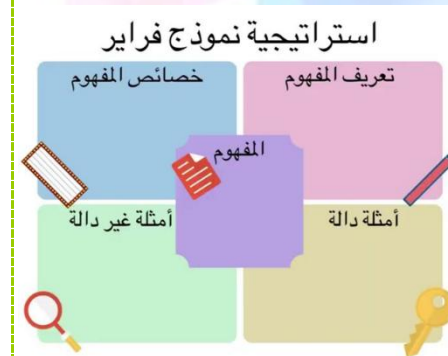 استراتيجية نموذج فراير
تعريف المفهوم
خصائص المفهوم
المفهوم
أمثلة دالة
أمثلة غير دالة